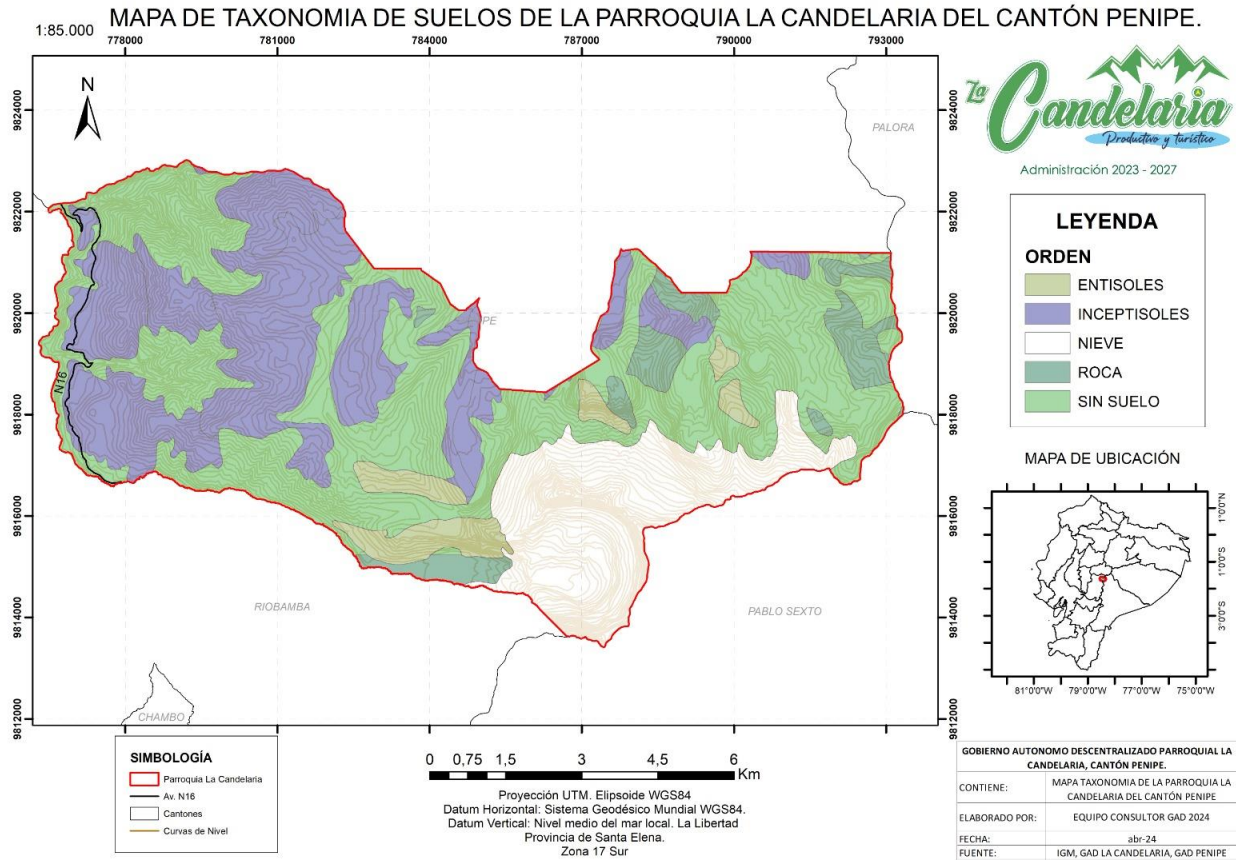 MAPA DE TAXONOMIA DE SUELOS DE LA PARROQUIA LA CANDELARIA DEL CANTÓN PENIPE.
1:85.000
778000 781000 784000 787000 790000 793000
N
9824000 9822000 9820000 9818000 9816000 9814000 9812000
PALORA
PE
N16
RIOBAMBA
PABLO SEXTO
CHAMBO
9824000 9822000 9820000 9818000 9816000 9814000 9812000
La Candelaria
Productivo y turístico
Administración 2023 - 2027
LEYENDA
ORDEN
ENTISOLES
INCEPTISOLES
NIEVE
ROCA
SIN SUELO
MAPA DE UBICACIÓN
1°0'0"N
1°0'0"S
3°0'0"S
81°0'0"W 79°0'0"W 77°0'0"W 75°0'0"W
SIMBOLOGÍA
Parroquia La Candelaria
Av. N16
Cantones
Curvas de Nivel
0 0,75 1,5 3 4,5 6
Km
Proyección UTM. Elipsoide WGS84
Datum Horizontal: Sistema Geodésico Mundial WGS84.
Datum Vertical: Nivel medio del mar local. La Libertad
Provincia de Santa Elena.
Zona 17 Sur
GOBIERNO AUTONOMO DESCENTRALIZADO PARROQUIAL LA
CANDELARIA, CANTÓN PENIPE.
CONTIENE: MAPA TAXONOMIA DE LA PARROQUIA LA
CANDELARIA DEL CANTÓN PENIPE
ELABORADO POR: EQUIPO CONSULTOR GAD 2024
FECHA: abr-24
FUENTE: IGM, GAD LA CANDELARIA, GAD PENIPE